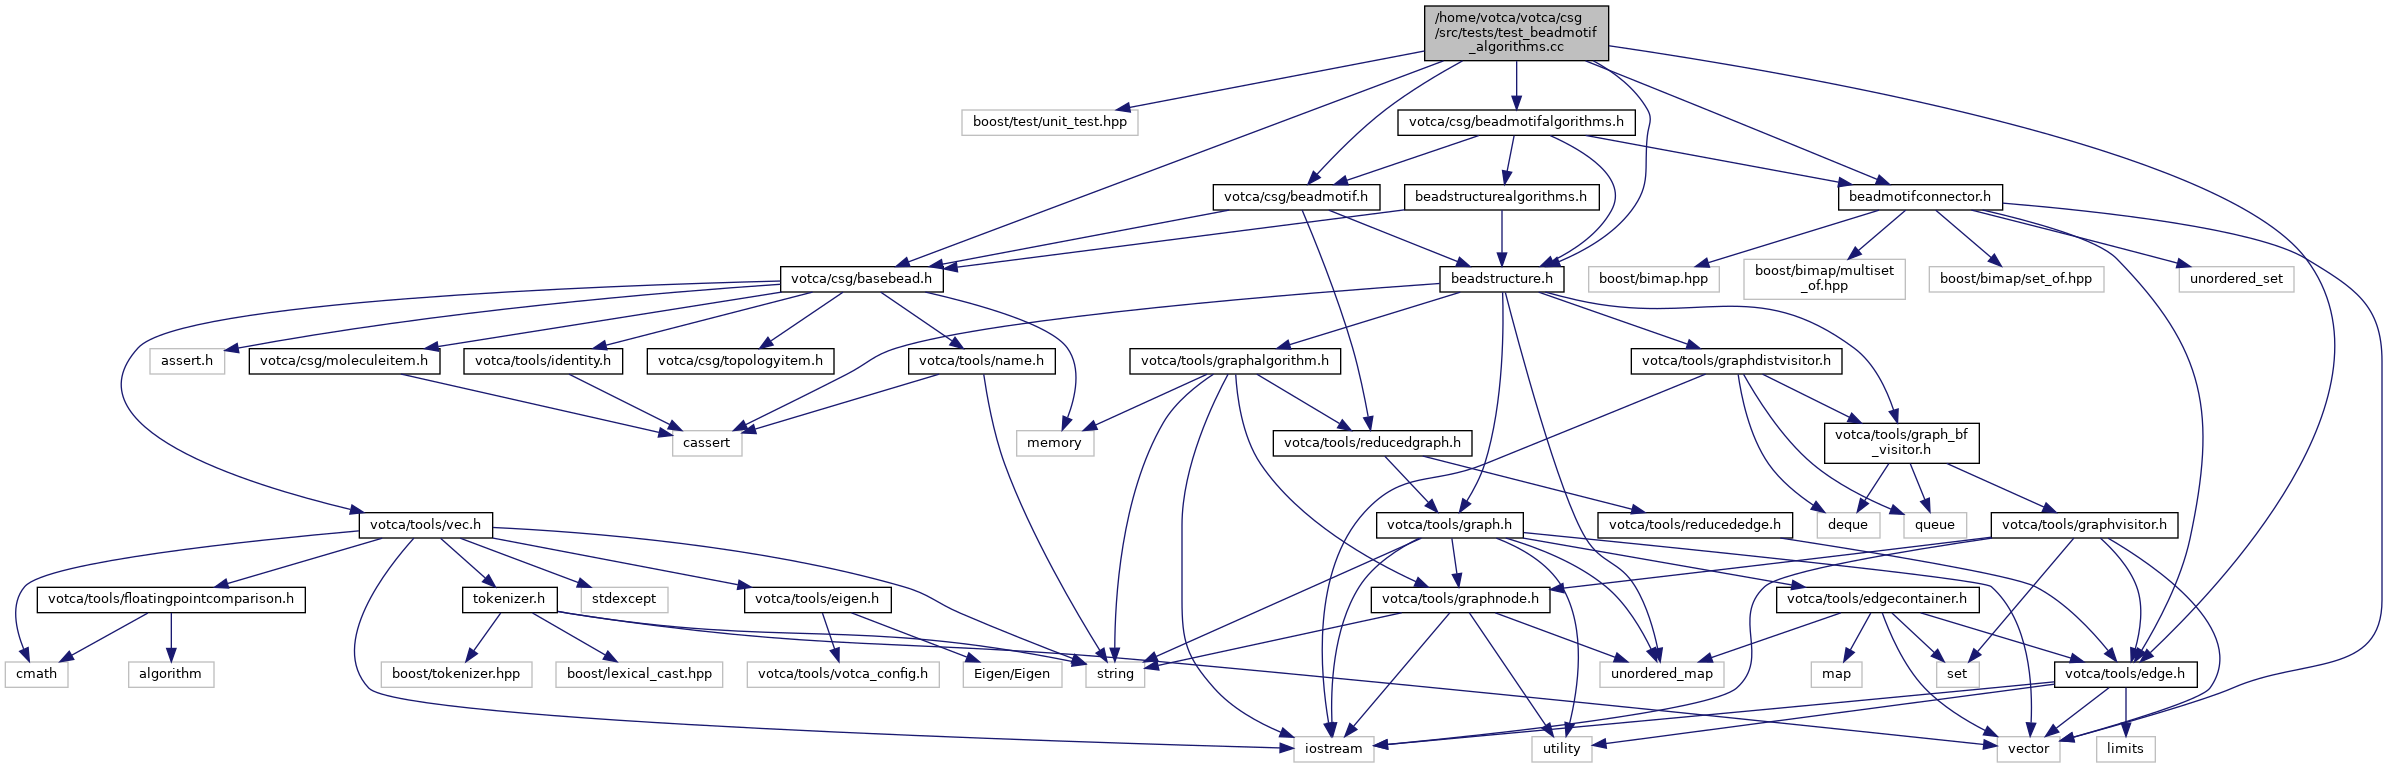 /home/votca/votca/csg
/src/tests/test_beadmotif
_algorithms.cc
boost/test/unit_test.hpp
votca/csg/beadmotifalgorithms.h
votca/csg/beadmotif.h
beadstructurealgorithms.h
beadmotifconnector.h
votca/csg/basebead.h
beadstructure.h
boost/bimap.hpp
boost/bimap/multiset
_of.hpp
boost/bimap/set_of.hpp
unordered_set
assert.h
votca/csg/moleculeitem.h
votca/tools/identity.h
votca/csg/topologyitem.h
votca/tools/name.h
votca/tools/graphalgorithm.h
votca/tools/graphdistvisitor.h
cassert
memory
votca/tools/reducedgraph.h
votca/tools/graph_bf
_visitor.h
votca/tools/vec.h
votca/tools/graph.h
votca/tools/reducededge.h
deque
queue
votca/tools/graphvisitor.h
votca/tools/floatingpointcomparison.h
tokenizer.h
stdexcept
votca/tools/eigen.h
votca/tools/graphnode.h
votca/tools/edgecontainer.h
cmath
algorithm
boost/tokenizer.hpp
boost/lexical_cast.hpp
votca/tools/votca_config.h
Eigen/Eigen
string
unordered_map
map
set
votca/tools/edge.h
iostream
utility
vector
limits